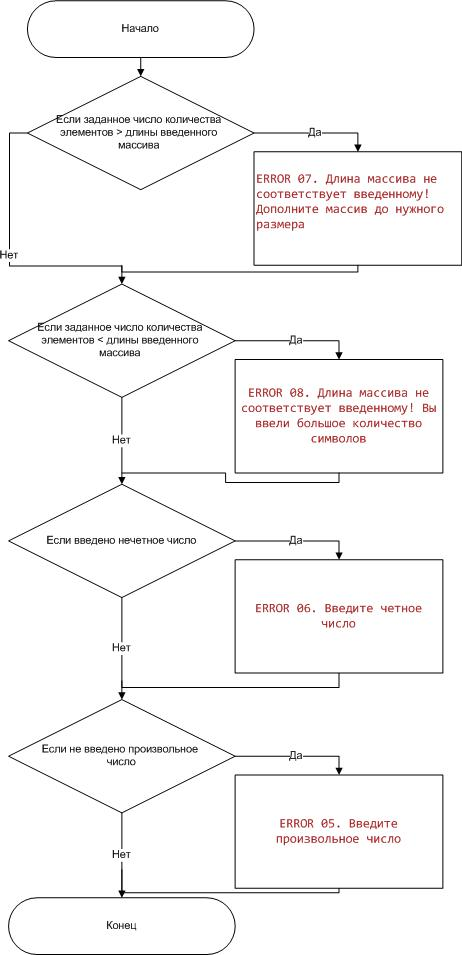 Начало
Если заданное число количества
элементов > длины введенного
массива
Да
ERROR 07. Длина массива не
соответствует введенному!
Дополните массив до нужного
размера
Нет
Если заданное число количества
элементов < длины введенного
массива
Да
ERROR 08. Длина массива не
соответствует введенному! Вы
ввели большое количество
символов
Нет
Если введено нечетное число
Да
ERROR 06. Введите четное
число
Нет
Если не введено произвольное
число
Да
ERROR 05. Введите
произвольное число
Нет
Конец